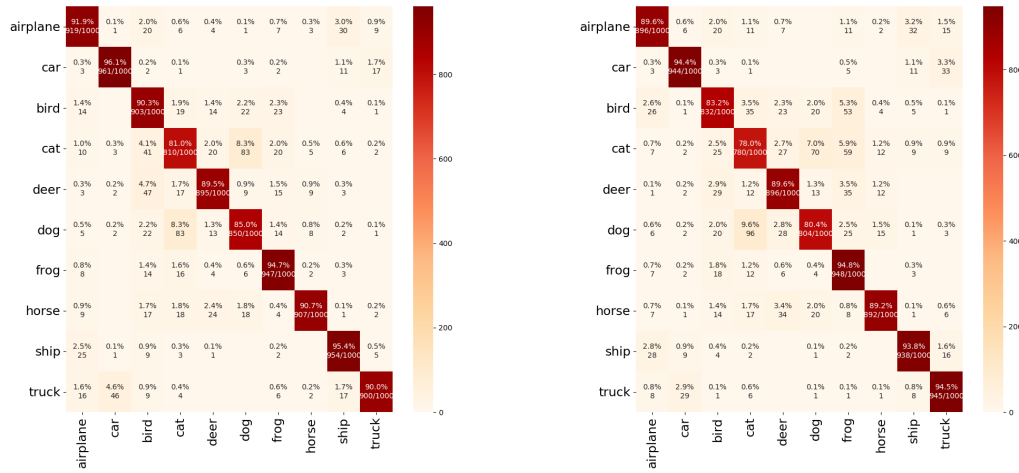 airplane
91.9% 0.1% 2.0% 0.6% 0.4% 0.1% 0.7% 0.3% 3.0% 0.9%
919/1000 1 20 6 4 1 7 3 30 9
car
0.3% 96.1% 0.2% 0.1% 0.3% 0.2% 1.1% 1.7%
3 961/1000 2 1 3 2 11 17
bird
1.4% 90.3% 1.9% 1.4% 2.2% 2.3% 0.4% 0.1%
14 903/1000 19 14 22 23 4 1
cat
1.0% 0.3% 4.1% 81.0% 2.0% 8.3% 2.0% 0.5% 0.6% 0.2%
10 3 41 810/1000 20 83 20 5 6 2
deer
0.3% 0.2% 4.7% 1.7% 89.5% 0.9% 1.5% 0.9% 0.3%
3 2 47 17 895/1000 9 15 9 3
dog
0.5% 0.2% 2.2% 8.3% 1.3% 85.0% 1.4% 0.8% 0.2% 0.1%
5 2 22 83 13 850/1000 14 8 2 1
frog
0.8% 1.4% 1.6% 0.4% 0.6% 94.7% 0.2% 0.3%
8 14 16 4 6 947/1000 2 3
horse
0.9% 1.7% 1.8% 2.4% 1.8% 0.4% 90.7% 0.1% 0.2%
9 17 18 24 18 4 907/1000 1 2
ship
2.5% 0.1% 0.9% 0.3% 0.1% 0.2% 95.4% 0.5%
25 1 9 3 1 2 954/1000 5
truck
1.6% 4.6% 0.9% 0.4% 0.6% 0.2% 1.7% 90.0%
16 46 9 4 6 2 17 900/1000
airplane car bird cat deer dog frog horse ship truck
800
600
400
200
0
airplane
89.6% 0.6% 2.0% 1.1% 0.7% 1.1% 0.2% 3.2% 1.5%
896/1000 6 20 11 7 11 2 32 15
car
0.3% 94.4% 0.3% 0.1% 0.5% 1.1% 3.3%
3 944/1000 3 1 5 11 33
bird
2.6% 0.1% 83.2% 3.5% 2.3% 2.0% 5.3% 0.4% 0.5% 0.1%
26 1 832/1000 35 23 20 53 4 5 1
cat
0.7% 0.2% 2.5% 78.0% 2.7% 7.0% 5.9% 1.2% 0.9% 0.9%
7 2 25 780/1000 27 70 59 12 9 9
deer
0.1% 0.2% 2.9% 1.2% 89.6% 1.3% 3.5% 1.2%
1 2 29 12 896/1000 13 35 12
dog
0.6% 0.2% 2.0% 9.6% 2.8% 80.4% 2.5% 1.5% 0.1% 0.3%
6 2 20 96 28 804/1000 25 15 1 3
frog
0.7% 0.2% 1.8% 1.2% 0.6% 0.4% 94.8% 0.3%
7 2 18 12 6 4 948/1000 3
horse
0.7% 0.1% 1.4% 1.7% 3.4% 2.0% 0.8% 89.2% 0.1% 0.6%
7 1 14 17 34 20 8 892/1000 1 6
ship
2.8% 0.9% 0.4% 0.2% 0.1% 0.2% 93.8% 1.6%
28 9 4 2 1 2 938/1000 16
truck
0.8% 2.9% 0.1% 0.6% 0.1% 0.1% 0.1% 0.8% 94.5%
8 29 1 6 1 1 1 8 945/1000
airplane car bird cat deer dog frog horse ship truck
800
600
400
200
0